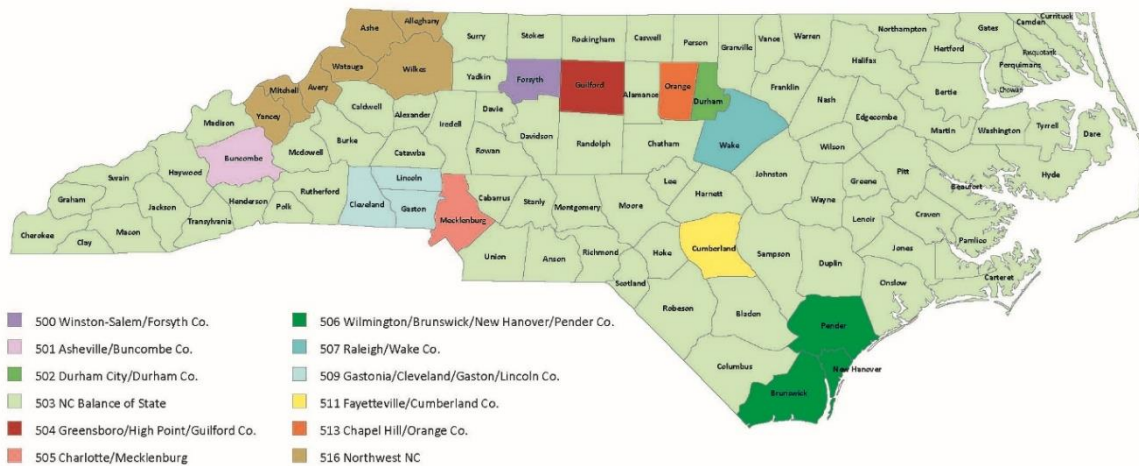 Ashe
Alleghany
Surry
Stokes
Rockingham
Caswell
Person
Granville
Vance
Warren
Northampton
Gates
Camden
Currituck
Pasquotank
Perquimans
Chowan
Hertford
Halifax
Bertie
Watauga
Wilkes
Yadkin
Forsyth
Guilford
Alamance
Orange
Durham
Franklin
Nash
Edgecombe
Martin
Washington
Tyrrell
Dare
Mitchell
Avery
Yancey
Caldwell
Alexander
Iredell
Davie
Davidson
Randolph
Chatham
Wake
Wilson
Pitt
Beaufort
Hyde
Madison
Buncombe
McDowell
Burke
Catawba
Rowan
Johnston
Greene
Swain
Haywood
Rutherford
Lincoln
Cleveland
Gaston
Mecklenburg
Cabarrus
Stanly
Montgomery
Moore
Lee
Harnett
Wayne
Lenoir
Craven
Pamlico
Graham
Jackson
Henderson
Polk
Transylvania
Macon
Cherokee
Clay
Union
Anson
Richmond
Hoke
Cumberland
Sampson
Duplin
Jones
Carteret
Onslow
Scotland
Robeson
Bladen
Pender
Columbus
New Hanover
Brunswick
500 Winston-Salem/Forsyth Co.
501 Asheville/Buncombe Co.
502 Durham City/Durham Co.
503 NC Balance of State
504 Greensboro/High Point/Guilford Co.
505 Charlotte/Mecklenburg
506 Wilmington/Brunswick/New Hanover/Pender Co.
507 Raleigh/Wake Co.
509 Gastonia/Cleveland/Gaston/Lincoln Co.
511 Fayetteville/Cumberland Co.
513 Chapel Hill/Orange Co.
516 Northwest NC